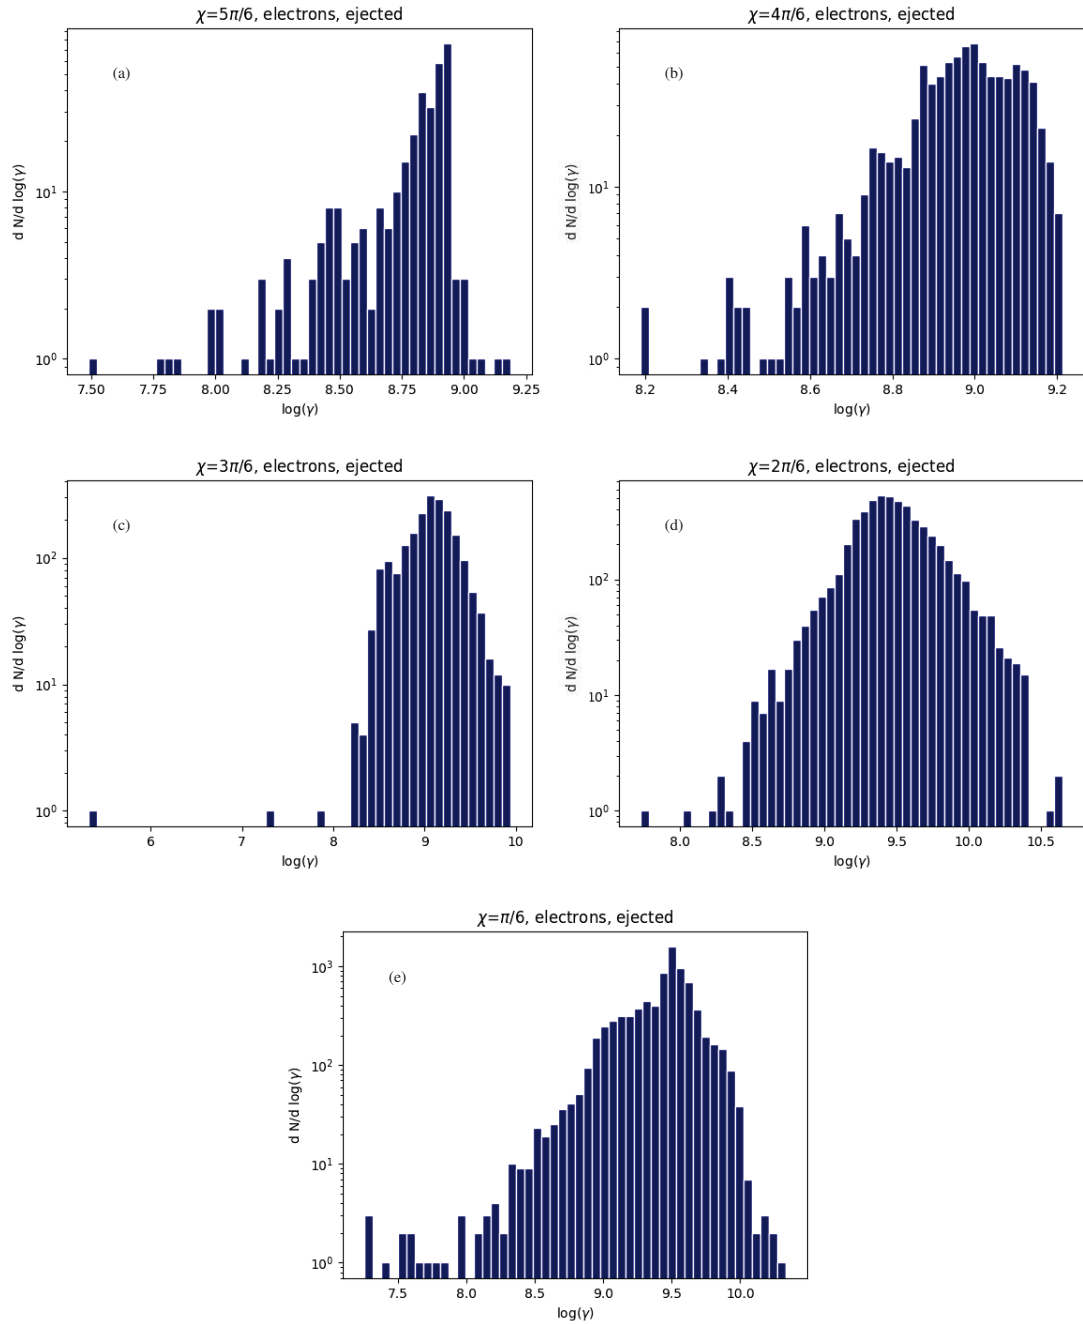 χ=5π/6, electrons, ejected
(a)
d N/d log(γ)
10¹
10⁰
7.50 7.75 8.00 8.25 8.50 8.75 9.00 9.25
log(γ)
χ=4π/6, electrons, ejected
(b)
d N/d log(γ)
10¹
10⁰
8.2 8.4 8.6 8.8 9.0 9.2
log(γ)
χ=3π/6, electrons, ejected
(c)
d N/d log(γ)
10²
10¹
10⁰
6 7 8 9 10
log(γ)
χ=2π/6, electrons, ejected
(d)
d N/d log(γ)
10²
10¹
10⁰
8.0 8.5 9.0 9.5 10.0 10.5
log(γ)
χ=π/6, electrons, ejected
(e)
d N/d log(γ)
10³
10²
10¹
10⁰
7.5 8.0 8.5 9.0 9.5 10.0
log(γ)